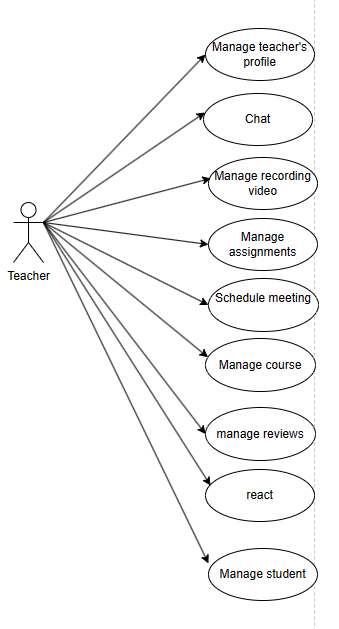 Manage teacher's
profile
Chat
Manage recording
video
Manage
assignments
Teacher
Schedule meeting
Manage course
manage reviews
react
Manage student